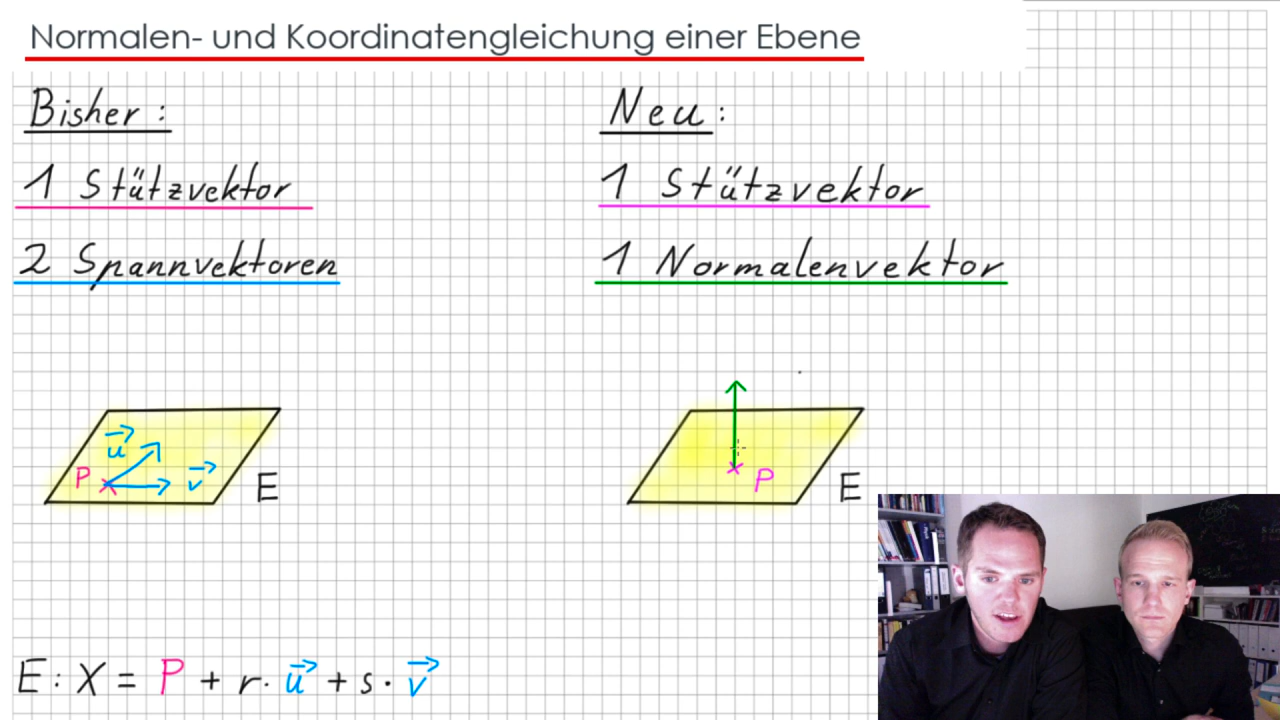 Normalen- und Koordinatengleichung einer Ebene
Bisher:
1 Stützvektor
2 Spannvektoren
u
P
v
E
E: X = P + r · u + s · v
Neu:
1 Stützvektor
1 Normalenvektor
P
E